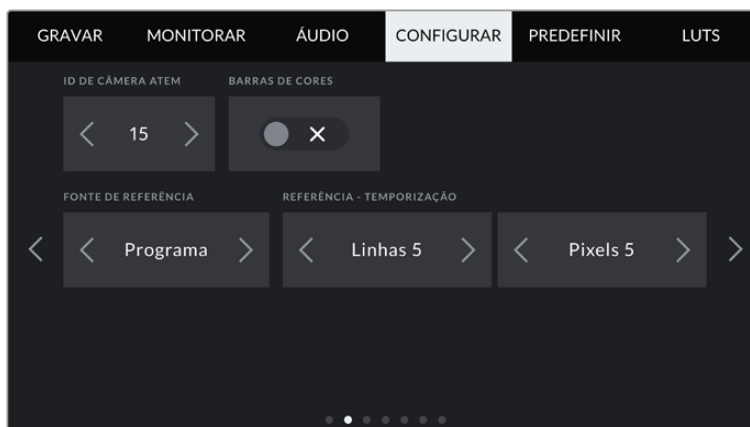 GRAVAR MONITORAR ÁUDIO CONFIGURAR PREDEFINIR LUTS
ID DE CÂMERA ATEM BARRAS DE CORES
15
FONTE DE REFERÊNCIA REFERÊNCIA - TEMPORIZAÇÃO
Programa Linhas 5 Pixels 5